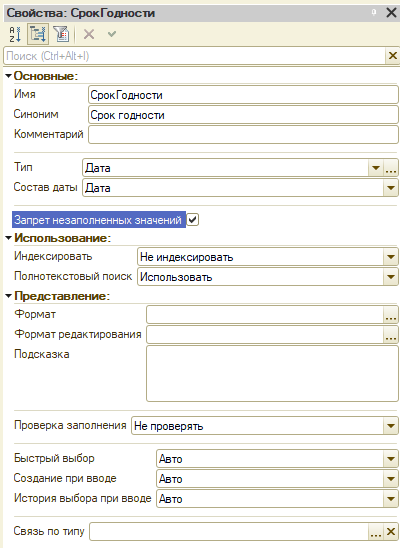 Свойства: СрокГодности
Поиск (Ctrl+Alt+I)
Основные:
Имя СрокГодности
Синоним Срок годности
Комментарий
Тип Дата
Состав даты Дата
Запрет незаполненных значений
Использование:
Индексировать Не индексировать
Полнотекстовый поиск Использовать
Представление:
Формат
Формат редактирования
Подсказка
Проверка заполнения Не проверять
Быстрый выбор Авто
Создание при вводе Авто
История выбора при вводе Авто
Связь по типу